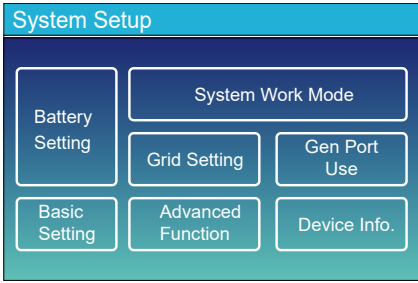 System Setup
Battery
Setting
System Work Mode
Grid Setting
Gen Port
Use
Basic
Setting
Advanced
Function
Device Info.